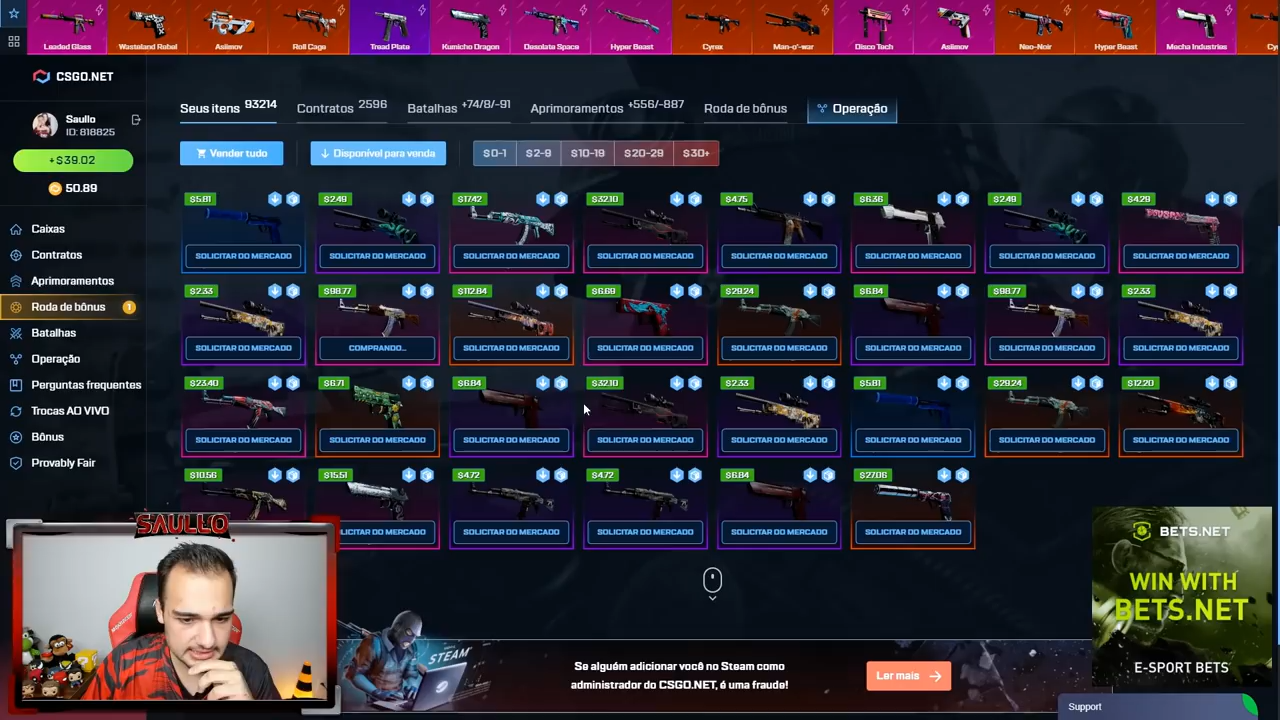 Leaded Glass
Wasteland Rebel
Asiimov
Roll Cage
Tread Plate
Kumicho Dragon
Desolate Space
Hyper Beast
Cyrex
Man-o'-war
Disco Tech
Asiimov
Neo-Noir
Hyper Beast
Mecha Industries
CSGO.NET
Saullo
ID: 818825
+$39.02
50.89
Caixas
Contratos
Aprimoramentos
Roda de bônus 1
Batalhas
Operação
Perguntas frequentes
Trocas AO VIVO
Bônus
Provably Fair
Seus itens 93214
Contratos 2596
Batalhas +74/8/-91
Aprimoramentos +556/-887
Roda de bônus
Operação
Vender tudo
Disponível para venda
$0-1 $2-9 $10-19 $20-29 $30+
$5.81 $2.49 $17.42 $32.10 $4.75 $6.36 $2.49 $4.29
SOLICITAR DO MERCADO SOLICITAR DO MERCADO SOLICITAR DO MERCADO SOLICITAR DO MERCADO SOLICITAR DO MERCADO SOLICITAR DO MERCADO SOLICITAR DO MERCADO SOLICITAR DO MERCADO
$2.33 $98.77 $112.84 $6.69 $29.24 $6.84 $98.77 $2.33
SOLICITAR DO MERCADO COMPRANDO... SOLICITAR DO MERCADO SOLICITAR DO MERCADO SOLICITAR DO MERCADO SOLICITAR DO MERCADO SOLICITAR DO MERCADO SOLICITAR DO MERCADO
$23.40 $6.71 $6.84 $32.10 $2.33 $5.81 $29.24 $12.20
SOLICITAR DO MERCADO SOLICITAR DO MERCADO SOLICITAR DO MERCADO SOLICITAR DO MERCADO SOLICITAR DO MERCADO SOLICITAR DO MERCADO SOLICITAR DO MERCADO SOLICITAR DO MERCADO
$10.56 $15.51 $4.72 $4.72 $6.84 $27.06
OLICITAR DO MERCADO SOLICITAR DO MERCADO SOLICITAR DO MERCADO SOLICITAR DO MERCADO SOLICITAR DO MERCADO
SAULLO
STEAM
Se alguém adicionar você no Steam como
administrador do CSGO.NET, é uma fraude!
Ler mais
BETS.NET
WIN WITH
BETS.NET
E-SPORT BETS
Support